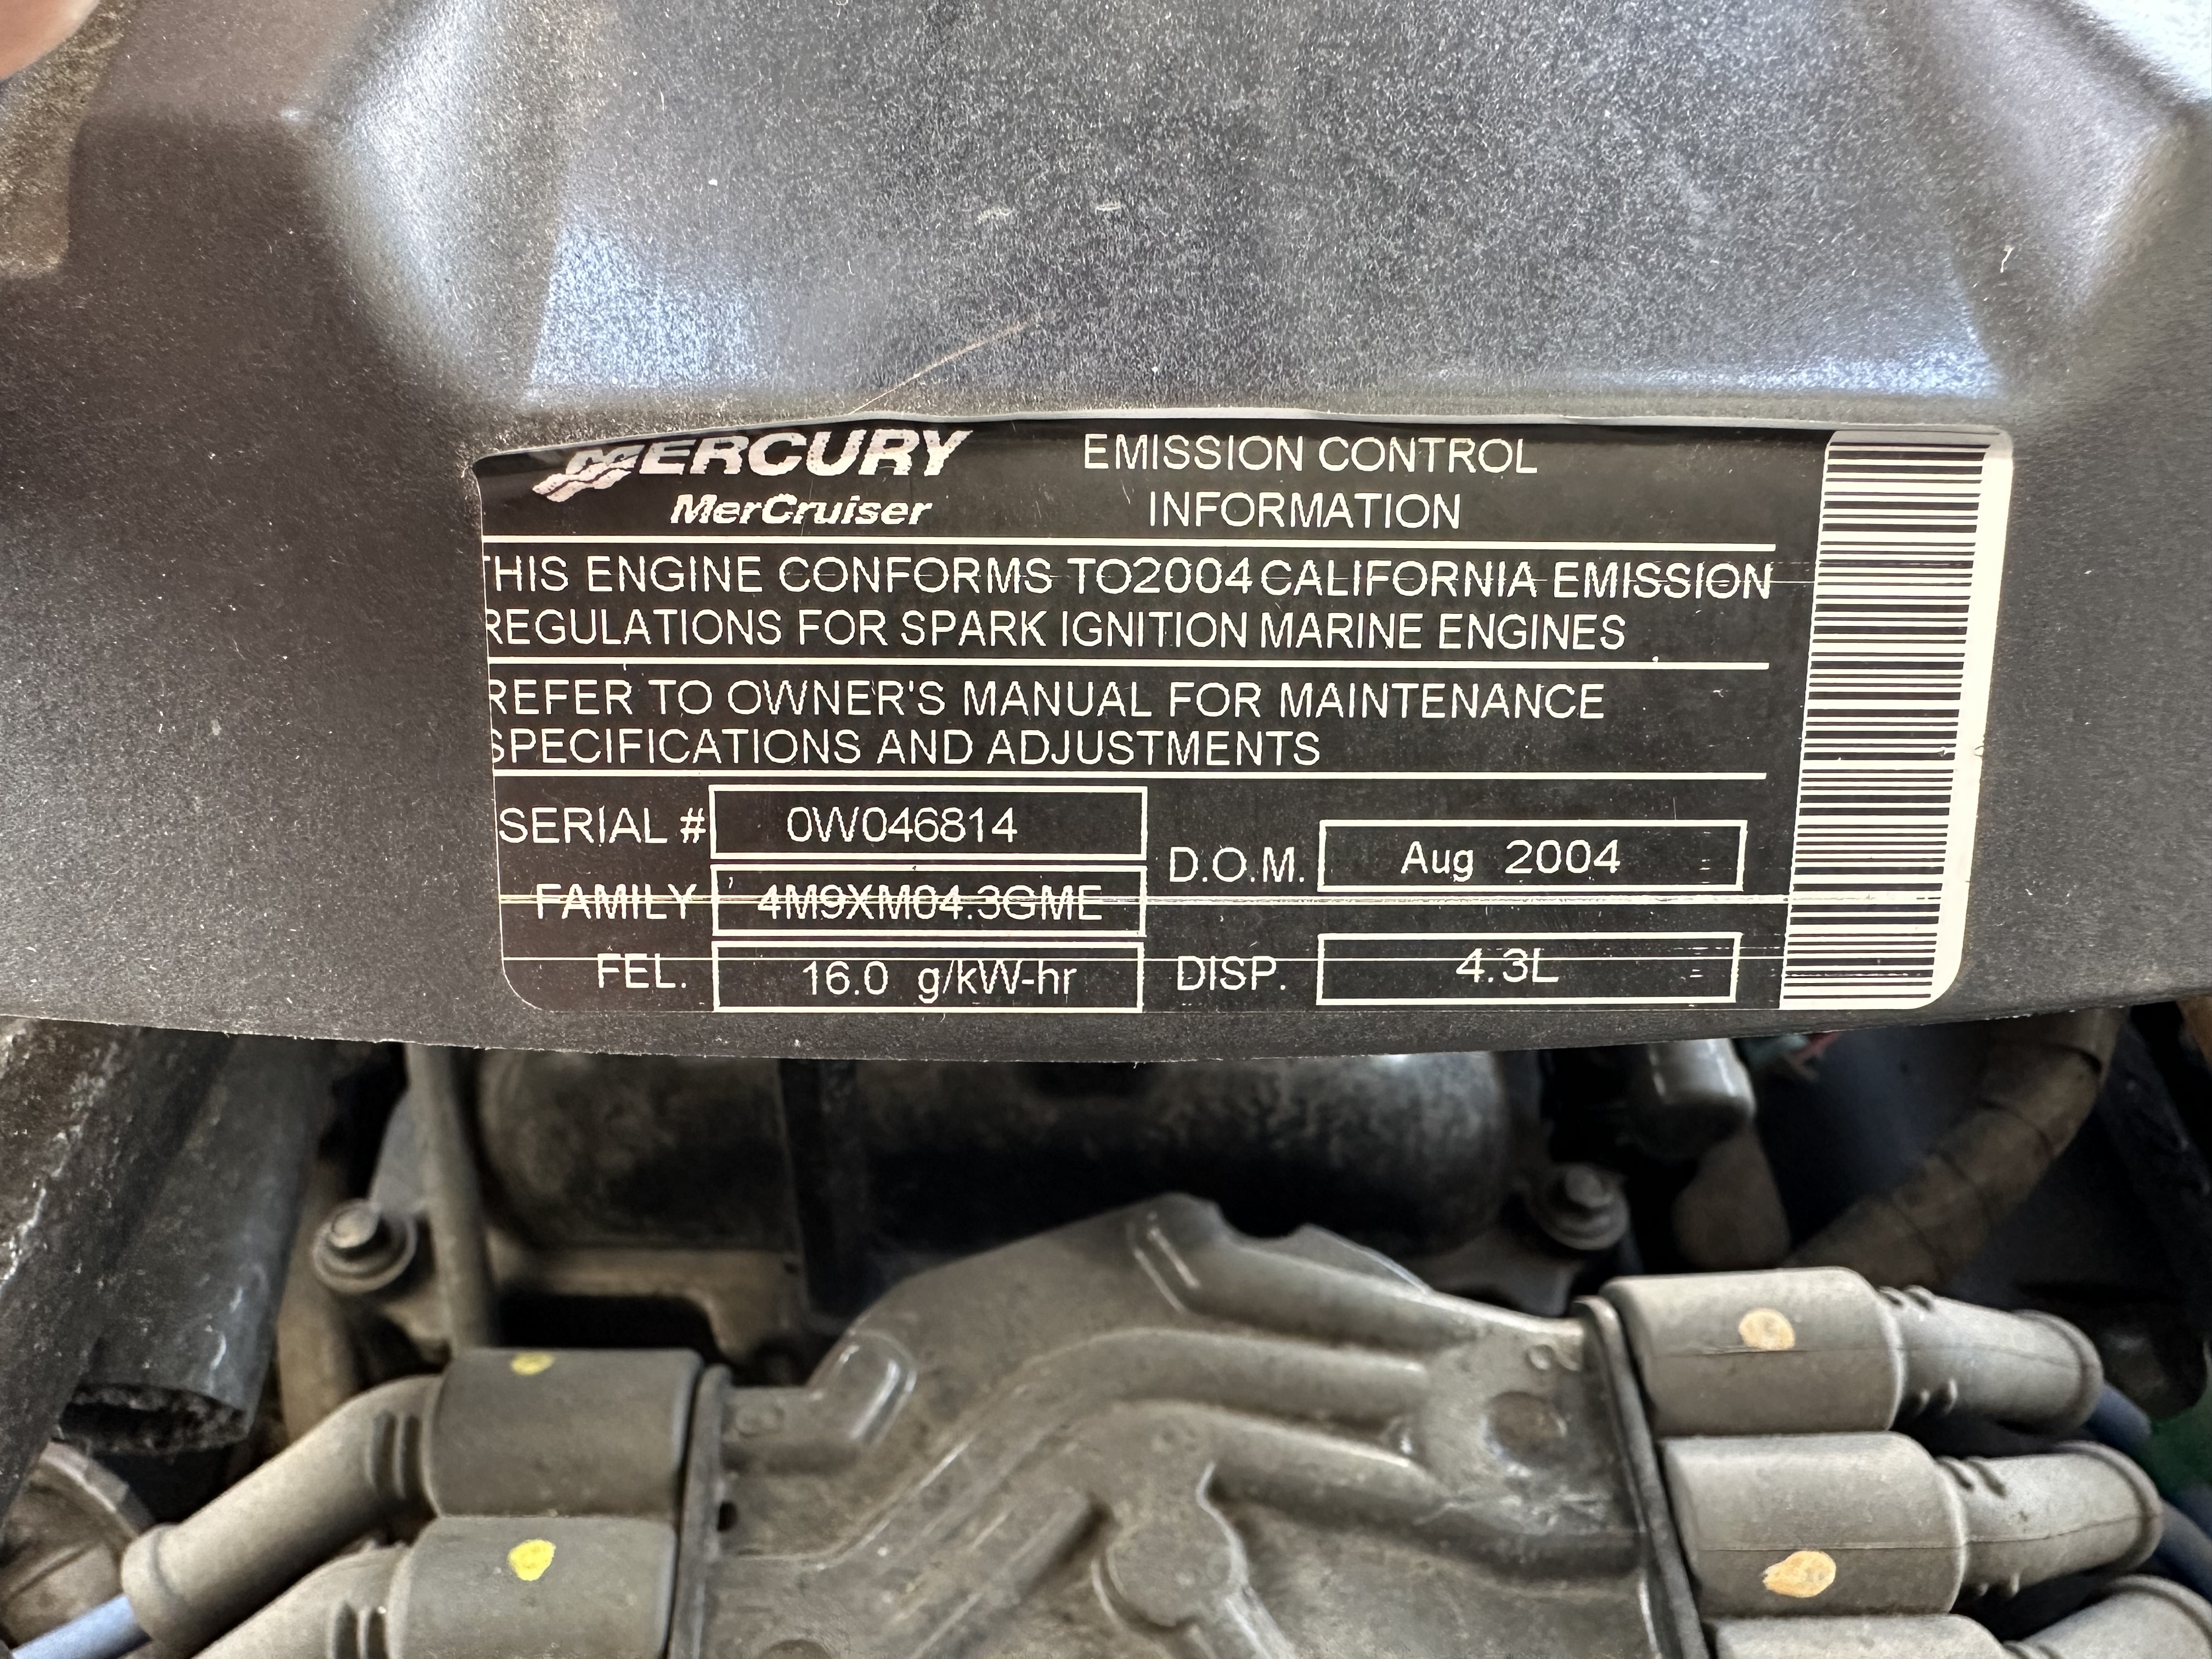 MERCURY
MerCruiser
EMISSION CONTROL
INFORMATION
THIS ENGINE CONFORMS TO2004 CALIFORNIA EMISSION
REGULATIONS FOR SPARK IGNITION MARINE ENGINES
REFER TO OWNER'S MANUAL FOR MAINTENANCE
SPECIFICATIONS AND ADJUSTMENTS
SERIAL # 0W046814
D.O.M. Aug 2004
FAMILY 4M9XM04.3GME
FEL. 16.0 g/kW-hr
DISP. 4.3L
2